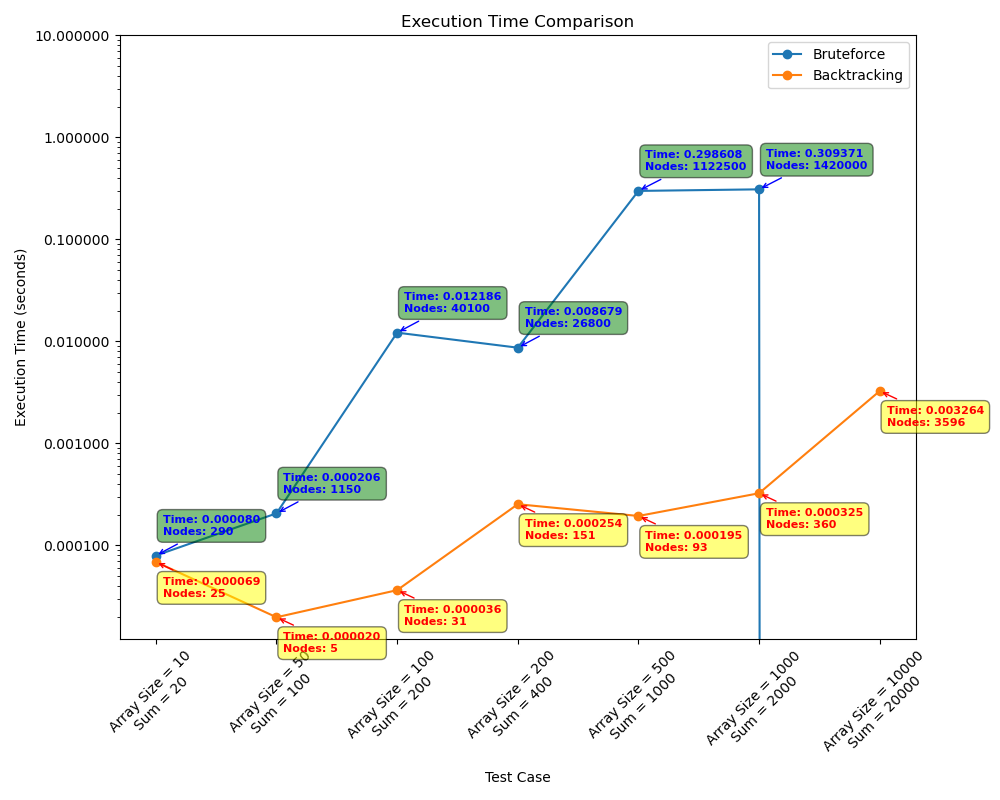 Execution Time Comparison
Bruteforce
Backtracking
10.000000
1.000000
0.100000
0.010000
0.001000
0.000100
Execution Time (seconds)
Time: 0.000080
Nodes: 290
Time: 0.000206
Nodes: 1150
Time: 0.012186
Nodes: 40100
Time: 0.008679
Nodes: 26800
Time: 0.298608
Nodes: 1122500
Time: 0.309371
Nodes: 1420000
Time: 0.000069
Nodes: 25
Time: 0.000020
Nodes: 5
Time: 0.000036
Nodes: 31
Time: 0.000254
Nodes: 151
Time: 0.000195
Nodes: 93
Time: 0.000325
Nodes: 360
Time: 0.003264
Nodes: 3596
Array Size = 10
Sum = 20
Array Size = 50
Sum = 100
Array Size = 100
Sum = 200
Array Size = 200
Sum = 400
Array Size = 500
Sum = 1000
Array Size = 1000
Sum = 2000
Array Size = 10000
Sum = 20000
Test Case